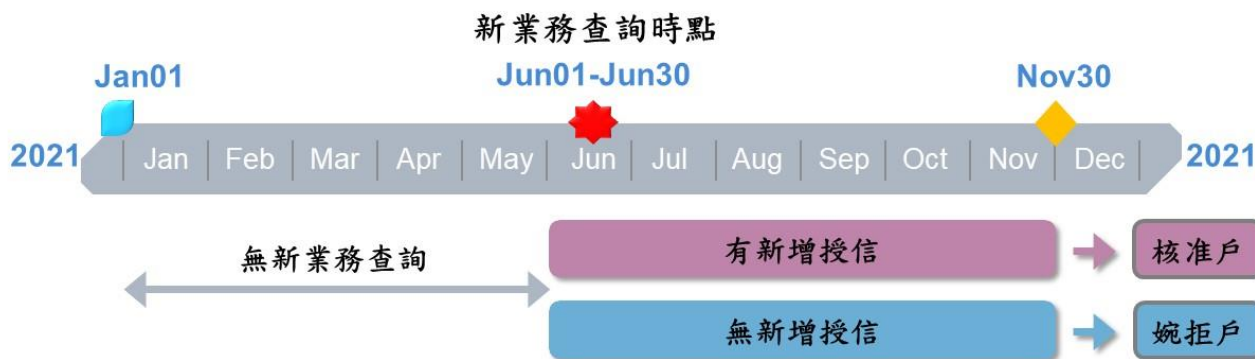 新業務查詢時點
Jan01 Jun01-Jun30 Nov30
2021 Jan Feb Mar Apr May Jun Jul Aug Sep Oct Nov Dec 2021
無新業務查詢
有新增授信 核准戶
無新增授信 婉拒戶